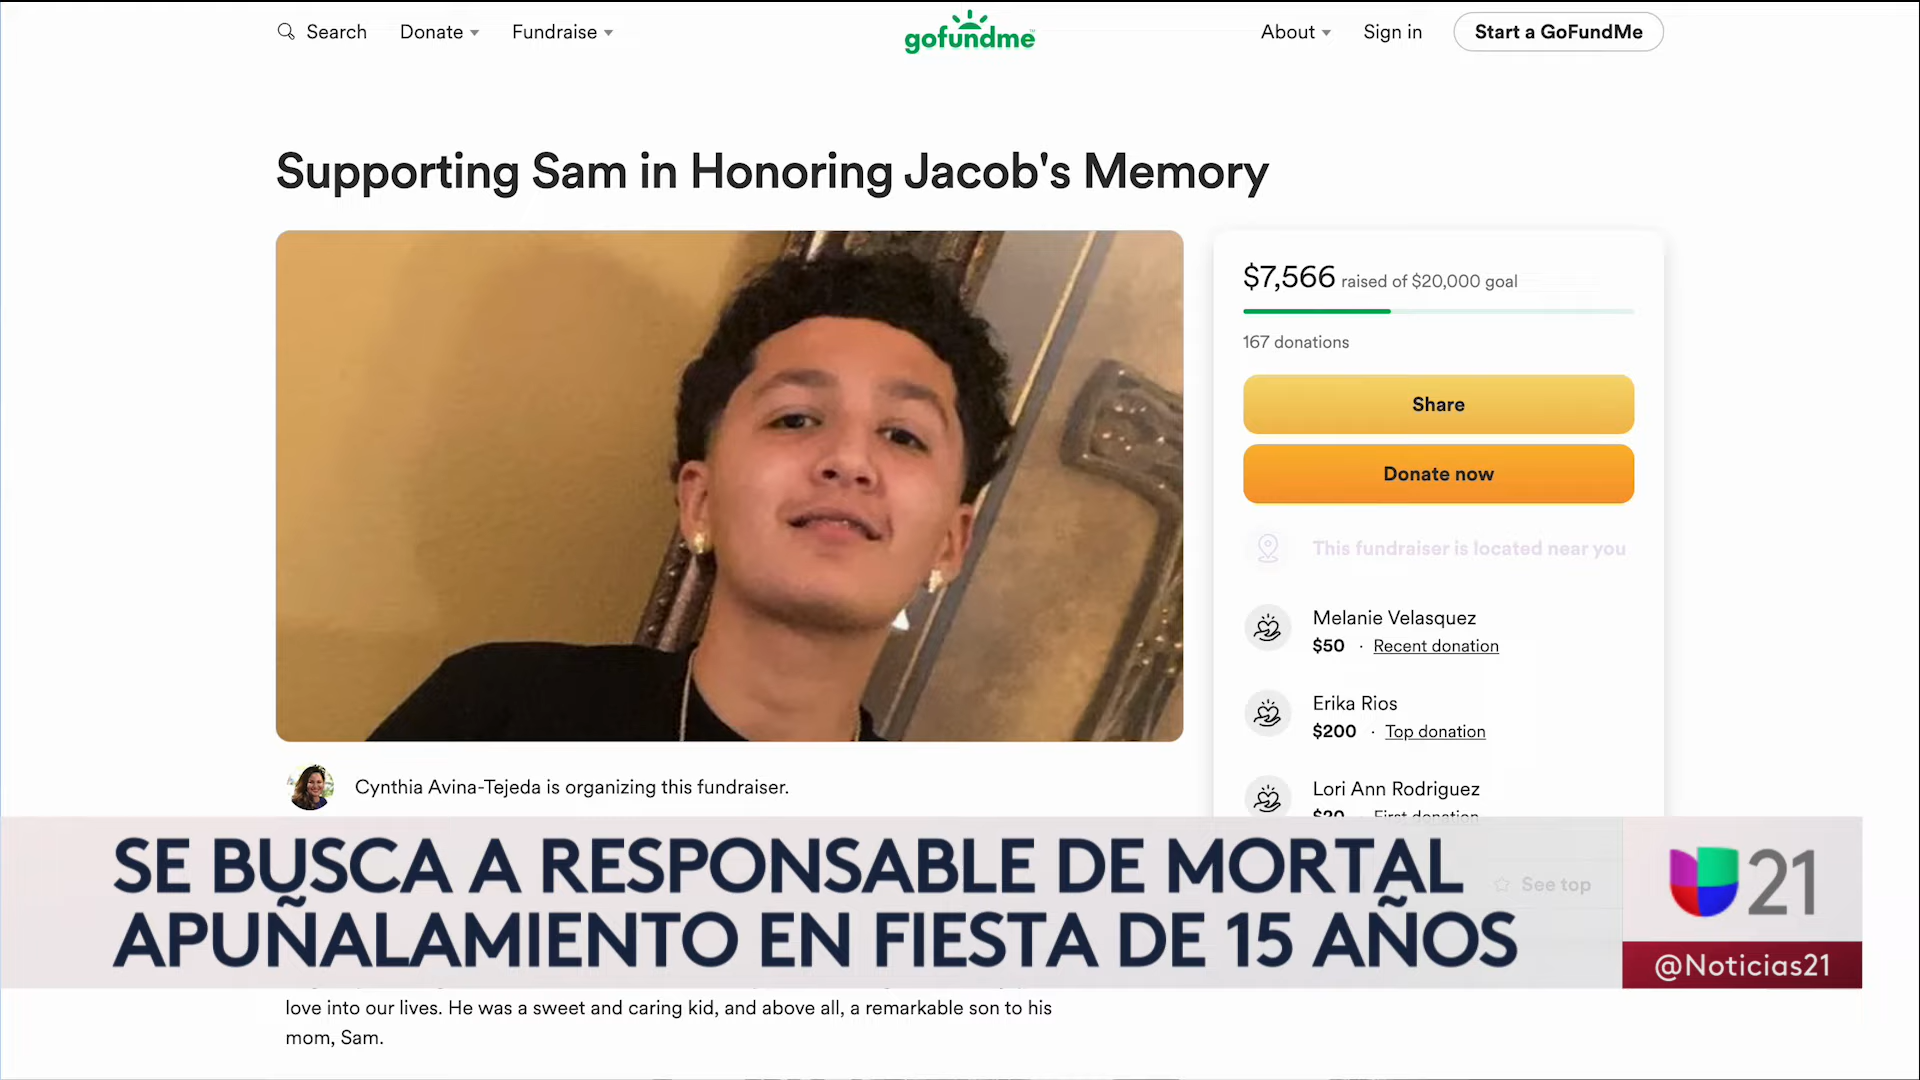 Search
Donate
Fundraise
gofundme
About
Sign in
Start a GoFundMe
Supporting Sam in Honoring Jacob's Memory
$7,566 raised of $20,000 goal
167 donations
Share
Donate now
This fundraiser is located near you
Melanie Velasquez
$50 · Recent donation
Erika Rios
$200 · Top donation
Lori Ann Rodriguez
$20 · First donation
See top
Cynthia Avina-Tejeda is organizing this fundraiser.
SE BUSCA A RESPONSABLE DE MORTAL
APUÑALAMIENTO EN FIESTA DE 15 AÑOS
21
@Noticias21
love into our lives. He was a sweet and caring kid, and above all, a remarkable son to his
mom, Sam.